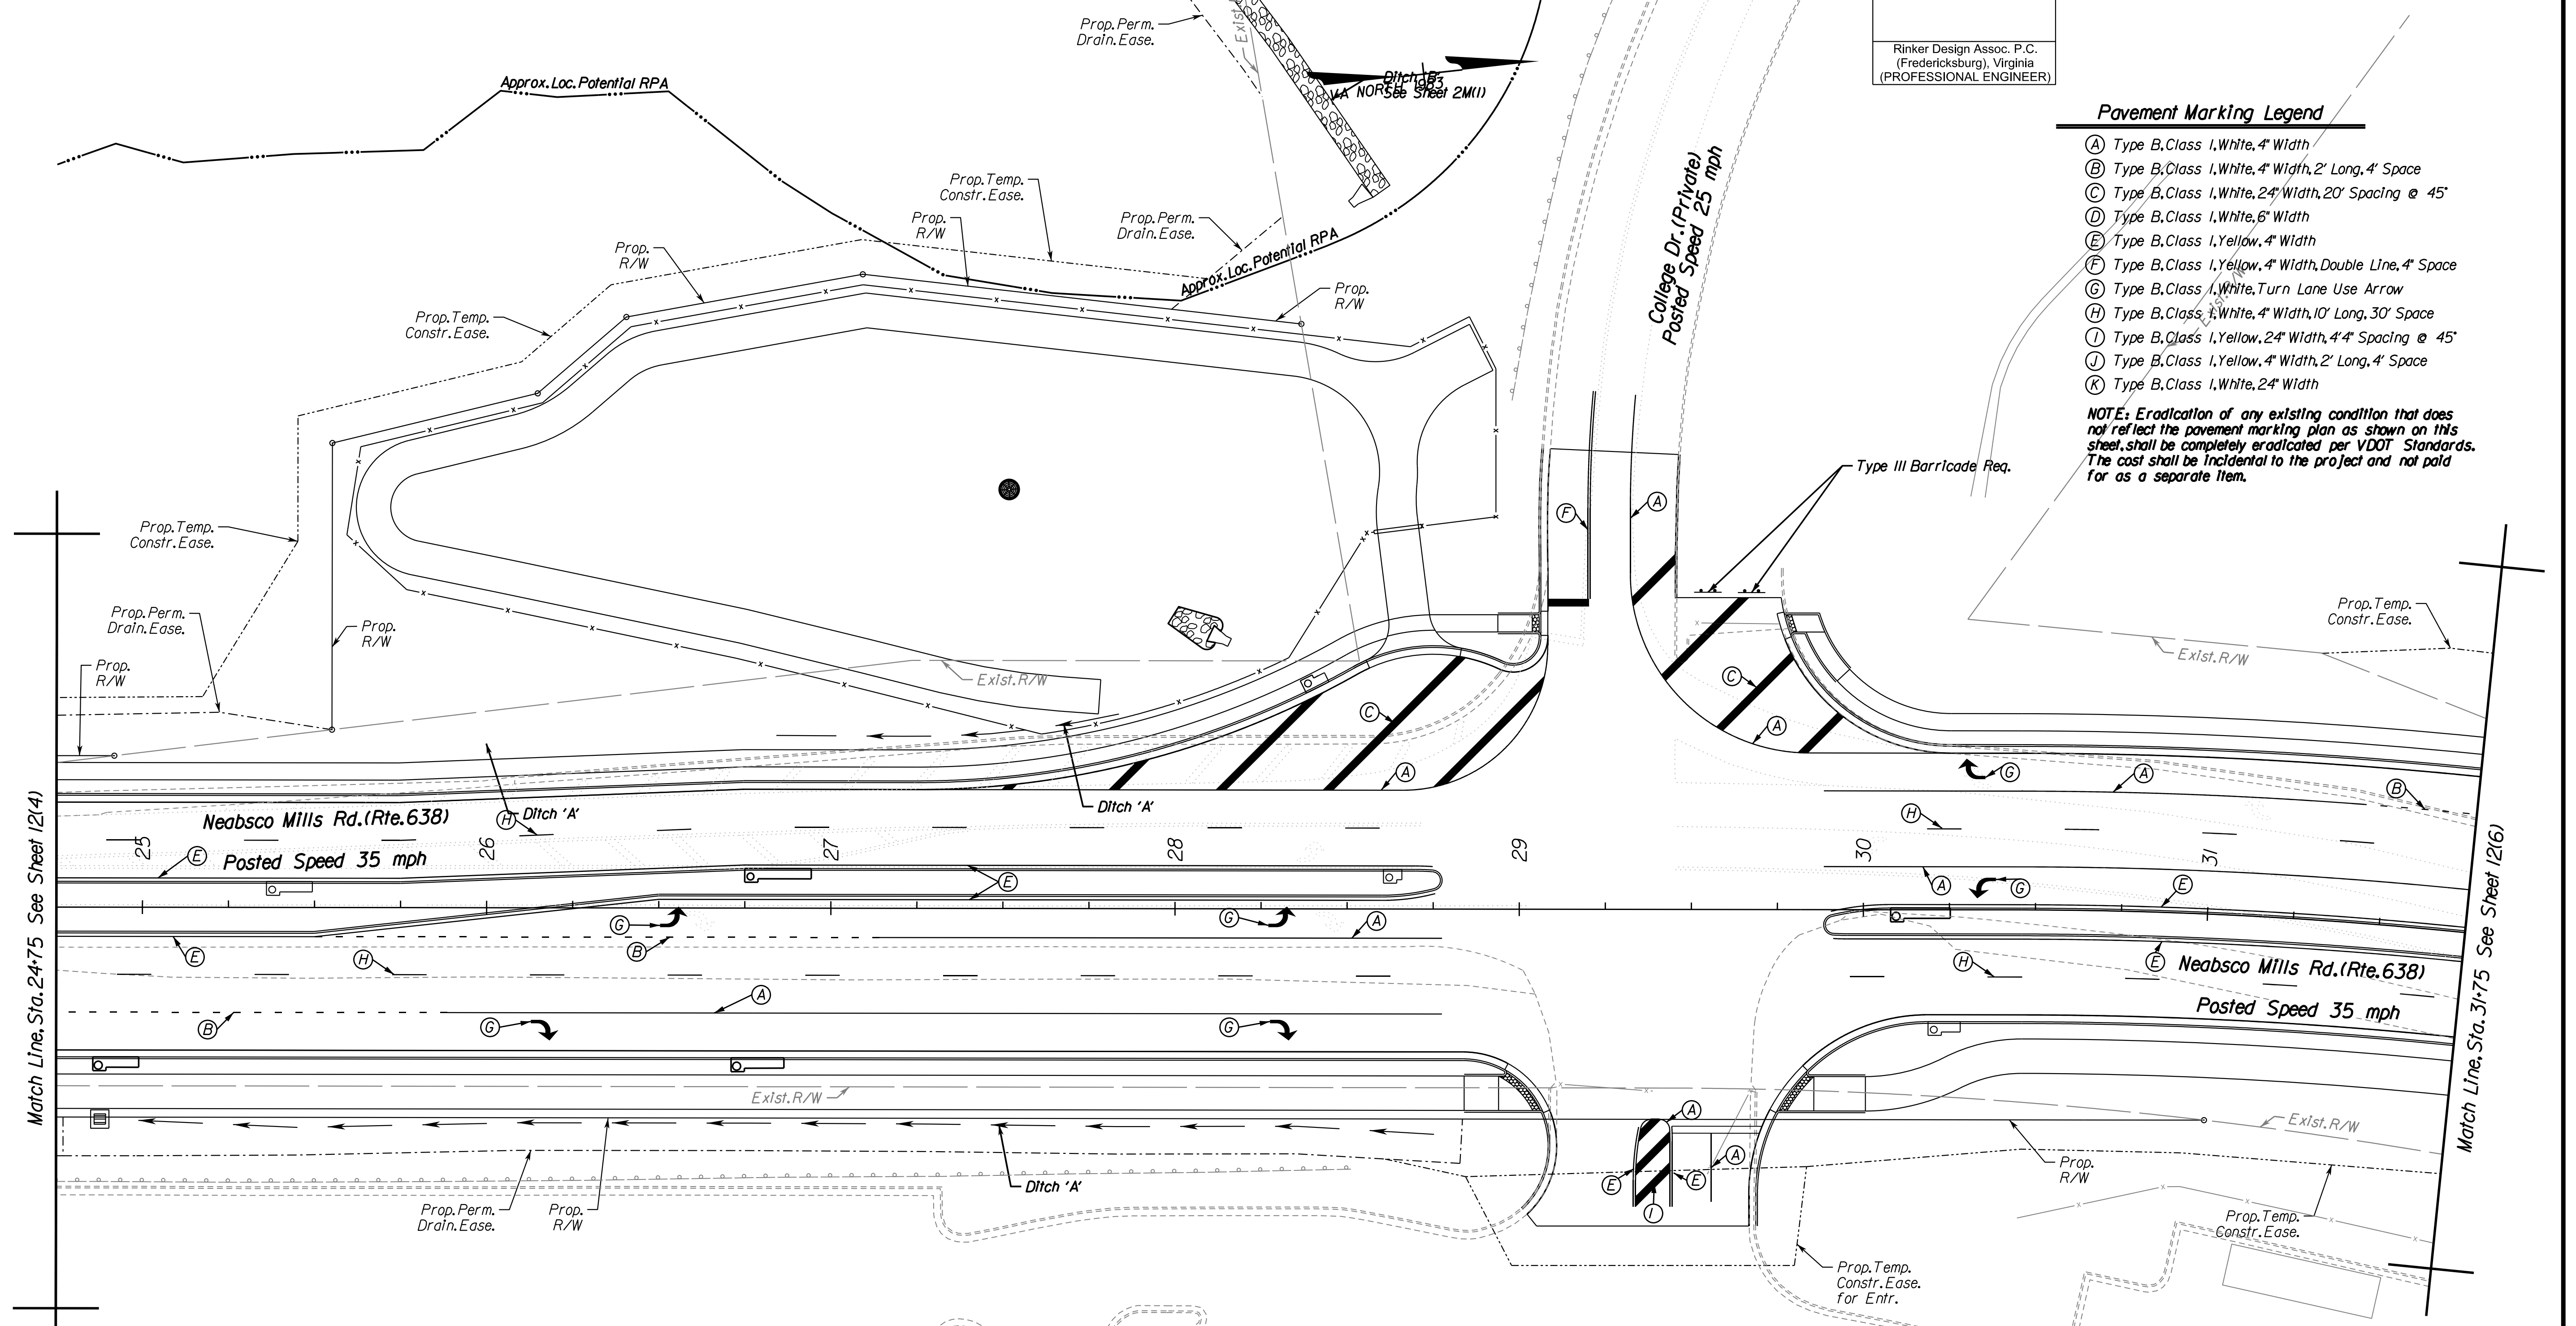 Prop. Perm.
Drain. Ease.
Exist.
Rinker Design Assoc. P.C.
(Fredericksburg), Virginia
(PROFESSIONAL ENGINEER)
Approx. Loc. Potential RPA
Ditch 'B'
See Sheet 2M(1)
VA NORTH 1983
Pavement Marking Legend
A Type B, Class I, White, 4" Width
B Type B, Class I, White, 4" Width, 2' Long, 4' Space
C Type B, Class I, White, 24" Width, 20' Spacing @ 45°
D Type B, Class I, White, 6" Width
E Type B, Class I, Yellow, 4" Width
F Type B, Class I, Yellow, 4" Width, Double Line, 4" Space
G Type B, Class I, White, Turn Lane Use Arrow
H Type B, Class I, White, 4" Width, 10' Long, 30' Space
I Type B, Class I, Yellow, 24" Width, 4'4" Spacing @ 45°
J Type B, Class I, Yellow, 4" Width, 2' Long, 4' Space
K Type B, Class I, White, 24" Width
NOTE: Eradication of any existing condition that does
not reflect the pavement marking plan as shown on this
sheet, shall be completely eradicated per VDOT Standards.
The cost shall be incidental to the project and not paid
for as a separate item.
Exist. R/W
College Dr. (Private)
Posted Speed 25 mph
Prop. Temp.
Constr. Ease.
Prop.
R/W
Prop. Perm.
Drain. Ease.
Prop.
R/W
Approx. Loc. Potential RPA
Prop.
R/W
Prop. Temp.
Constr. Ease.
Type III Barricade Req.
F
A
Prop. Temp.
Constr. Ease.
Prop. Perm.
Drain. Ease.
Prop.
R/W
Prop.
R/W
Exist. R/W
Prop. Temp.
Constr. Ease.
Exist. R/W
C
C
A
A
G
A
B
Ditch 'A'
Ditch 'A'
H
H
Neabsco Mills Rd. (Rte. 638)
Posted Speed 35 mph
E
25
26
27
28
29
30
31
E
A
G
E
G
G
A
B
E
H
H
E
Neabsco Mills Rd. (Rte. 638)
Posted Speed 35 mph
A
B
G
G
Match Line, Sta. 24+75 See Sheet 12(4)
Match Line, Sta. 31+75 See Sheet 12(6)
Exist. R/W
A
Exist. R/W
A
E
E
I
Prop.
R/W
Ditch 'A'
Prop. Perm.
Drain. Ease.
Prop.
R/W
Prop. Temp.
Constr. Ease.
Prop. Temp.
Constr. Ease.
for Entr.